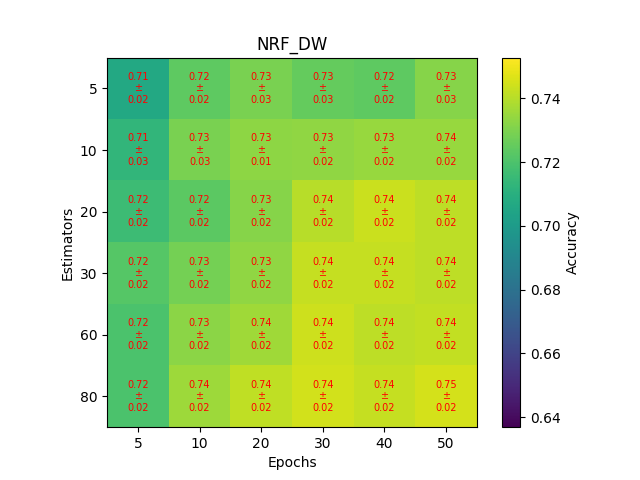 NRF_DW
0.71 0.72 0.73 0.73 0.72 0.73
± ± ± ± ± ±
0.02 0.02 0.03 0.03 0.02 0.03
0.71 0.73 0.73 0.73 0.73 0.74
± ± ± ± ± ±
0.03 0.03 0.01 0.02 0.02 0.02
0.72 0.72 0.73 0.74 0.74 0.74
± ± ± ± ± ±
0.02 0.02 0.02 0.02 0.02 0.02
0.72 0.73 0.73 0.74 0.74 0.74
± ± ± ± ± ±
0.02 0.02 0.02 0.02 0.02 0.02
0.72 0.73 0.74 0.74 0.74 0.74
± ± ± ± ± ±
0.02 0.02 0.02 0.02 0.02 0.02
0.72 0.74 0.74 0.74 0.74 0.75
± ± ± ± ± ±
0.02 0.02 0.02 0.02 0.02 0.02
5
10
20
30
60
80
Estimators
5 10 20 30 40 50
Epochs
0.74
0.72
0.70
0.68
0.66
0.64
Accuracy